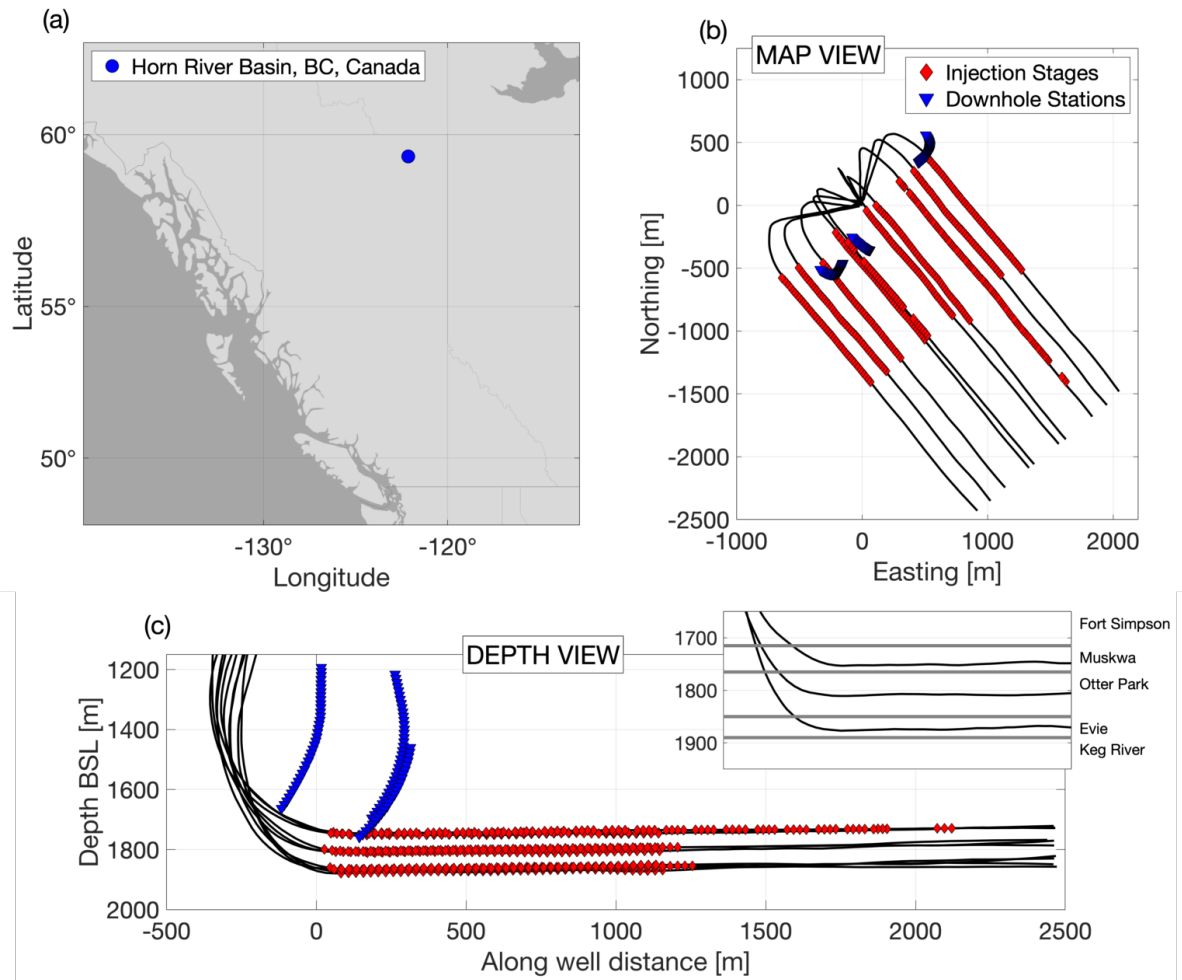 (a)
Horn River Basin, BC, Canada
60°
55°
50°
Latitude
-130°
-120°
Longitude
(b)
MAP VIEW
Injection Stages
Downhole Stations
1000
500
0
-500
-1000
-1500
-2000
-2500
Northing [m]
-1000
0
1000
2000
Easting [m]
(c)
DEPTH VIEW
1200
1400
1600
1800
2000
Depth BSL [m]
-500
0
500
1000
1500
2000
2500
Along well distance [m]
1700
1800
1900
Fort Simpson
Muskwa
Otter Park
Evie
Keg River